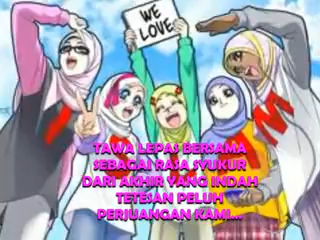 WE
LOVE
TAWA LEPAS BERSAMA
SEBAGAI RASA SYUKUR
DARI AKHIR YANG INDAH
TETESAN PELUH
PERJUANGAN KAMI...